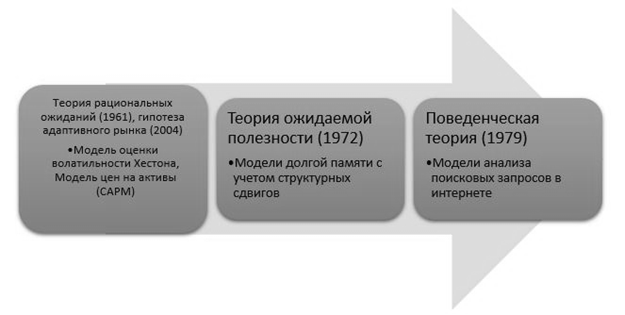 Теория рациональных
ожиданий (1961), гипотеза
адаптивного рынка (2004)
•Модель оценки
волатильности Хестона,
Модель цен на активы
(CAPM)
Теория ожидаемой
полезности (1972)
•Модели долгой памяти с
учетом структурных
сдвигов
Поведенческая
теория (1979)
•Модели анализа
поисковых запросов в
интернете